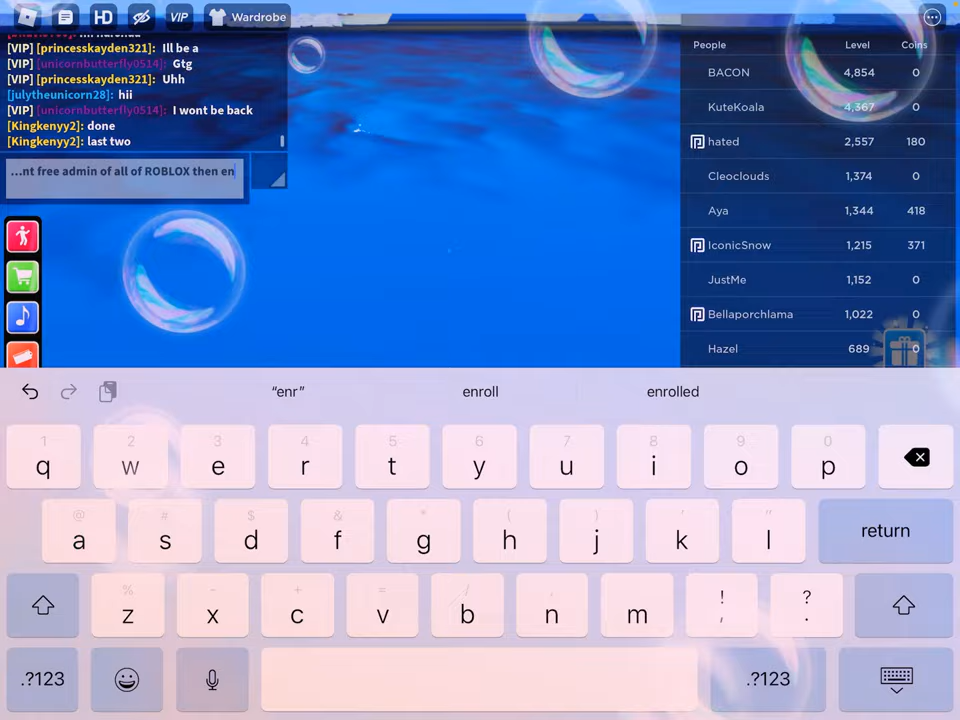 HD
VIP
Wardrobe
[VIP] [princesskayden321]: Ill be a
[VIP] [unicornbutterfly0514]: Gtg
[VIP] [princesskayden321]: Uhh
[julytheunicorn28]: hii
[VIP] [unicornbutterfly0514]: I wont be back
[Kingkenyy2]: done
[Kingkenyy2]: last two
...nt free admin of all of ROBLOX then en
People Level Coins
BACON 4,854 0
KuteKoala 4,367 0
hated 2,557 180
Cleoclouds 1,374 0
Aya 1,344 418
IconicSnow 1,215 371
JustMe 1,152 0
Bellaporchlama 1,022 0
Hazel 689 0
“enr” enroll enrolled
1 2 3 4 5 6 7 8 9 0
q w e r t y u i o p
@ # $ & * ( ) ' "
a s d f g h j k l return
% - + = / ; ! ?
z x c v b n m , .
.?123 .?123